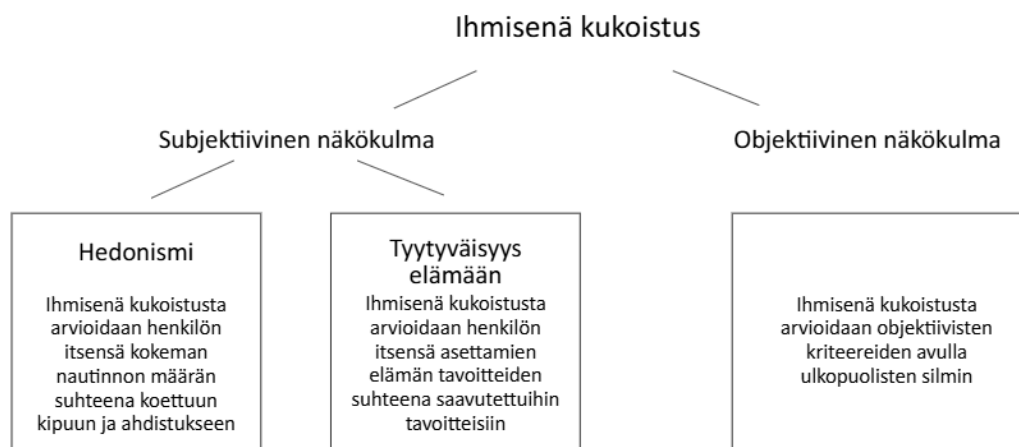 Ihmisenä kukoistus
Subjektiivinen näkökulma
Objektiivinen näkökulma
Hedonismi
Ihmisenä kukoistusta
arvioidaan henkilön
itsensä kokeman
nautinnon määrän
suhteena koettuun
kipuun ja ahdistukseen
Tyytyväisyys
elämään
Ihmisenä kukoistusta
arvioidaan henkilön
itsensä asettamien
elämän tavoitteiden
suhteena saavutettuihin
tavoitteisiin
Ihmisenä kukoistusta
arvioidaan objektivisten
kriteereiden avulla
ulkopuolisten silmin